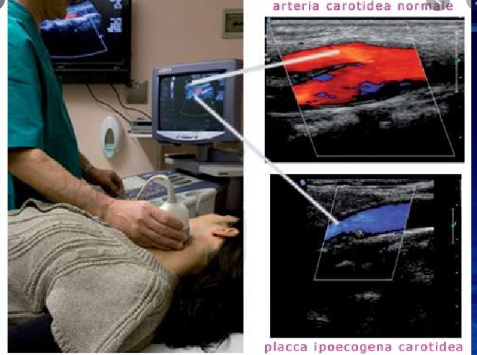 arteria carotidea normale
placca ipoecogena carotidea